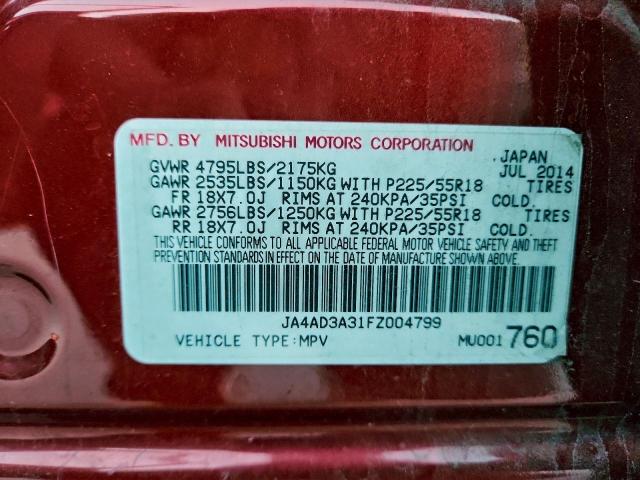 MFD. BY MITSUBISHI MOTORS CORPORATION
JAPAN
GVWR 4795LBS/2175KG JUL 2014
GAWR 2535LBS/1150KG WITH P225/55R18 TIRES
FR 18X7.0J RIMS AT 240KPA/35PSI COLD.
GAWR 2756LBS/1250KG WITH P225/55R18 TIRES
RR 18X7.0J RIMS AT 240KPA/35PSI COLD.
THIS VEHICLE CONFORMS TO ALL APPLICABLE FEDERAL MOTOR VEHICLE SAFETY AND THEFT
PREVENTION STANDARDS IN EFFECT ON THE DATE OF MANUFACTURE SHOWN ABOVE.
JA4AD3A31FZ004799
VEHICLE TYPE:MPV MU001 760